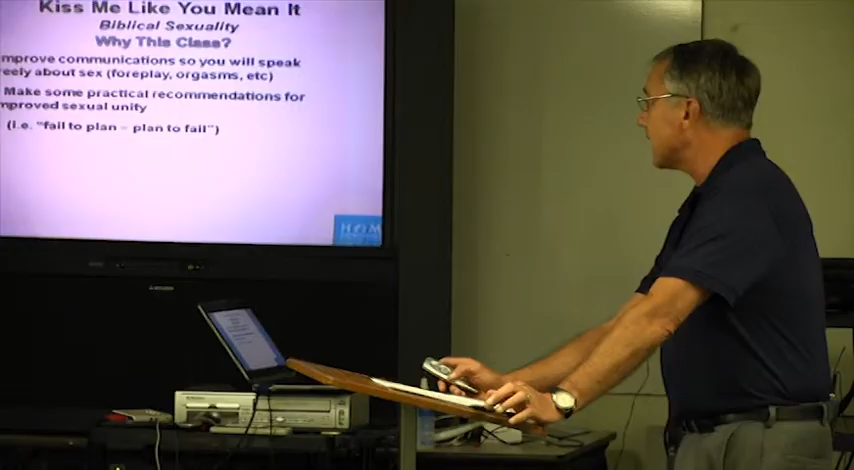 Kiss Me Like You Mean It
Biblical Sexuality
Why This Class?
mprove communications so you will speak
eely about sex (foreplay, orgasms, etc)
Make some practical recommendations for
mproved sexual unity
(i.e. "fail to plan – plan to fail")